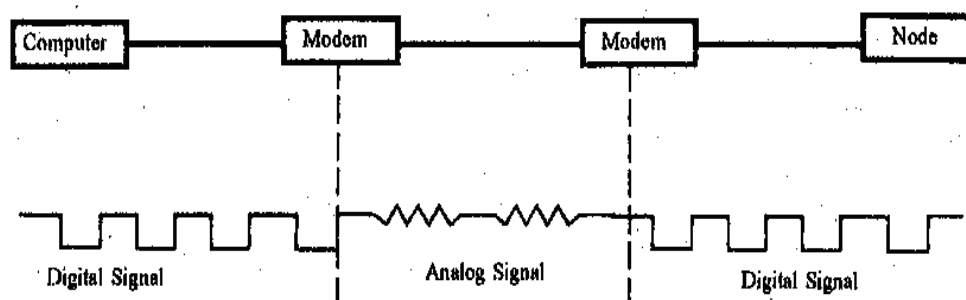 Computer Modem Modem Node
Digital Signal Analog Signal Digital Signal